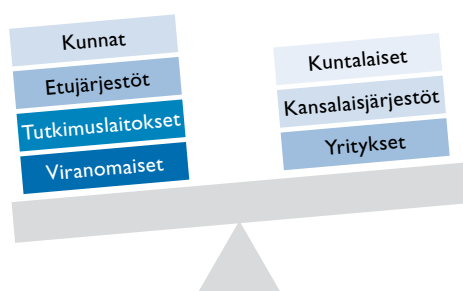 Kunnat
Etujärjestöt
Tutkimuslaitokset
Viranomaiset
Kuntalaiset
Kansalaisjärjestöt
Yritykset